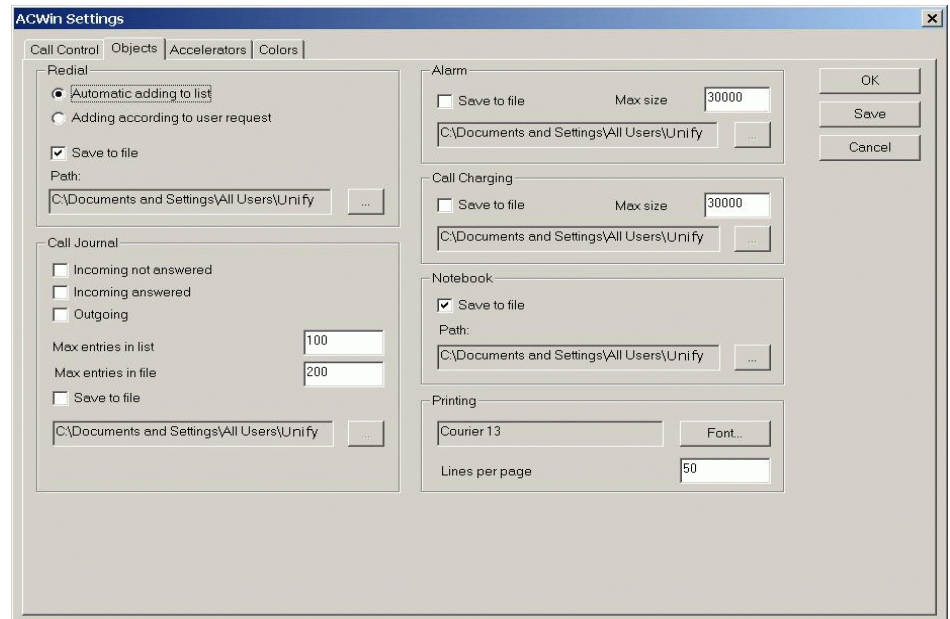 ACWin Settings
Call Control Objects Accelerators Colors
Redial
Automatic adding to list
Adding according to user request
Save to file
Path:
C:\Documents and Settings\All Users\Unify ...
Call Journal
Incoming not answered
Incoming answered
Outgoing
Max entries in list 100
Max entries in file 200
Save to file
C:\Documents and Settings\All Users\Unify ...
Alarm
Save to file Max size 30000
C:\Documents and Settings\All Users\Unify ...
Call Charging
Save to file Max size 30000
C:\Documents and Settings\All Users\Unify ...
Notebook
Save to file
Path:
C:\Documents and Settings\All Users\Unify ...
Printing
Courier 13 Font...
Lines per page 50
OK
Save
Cancel